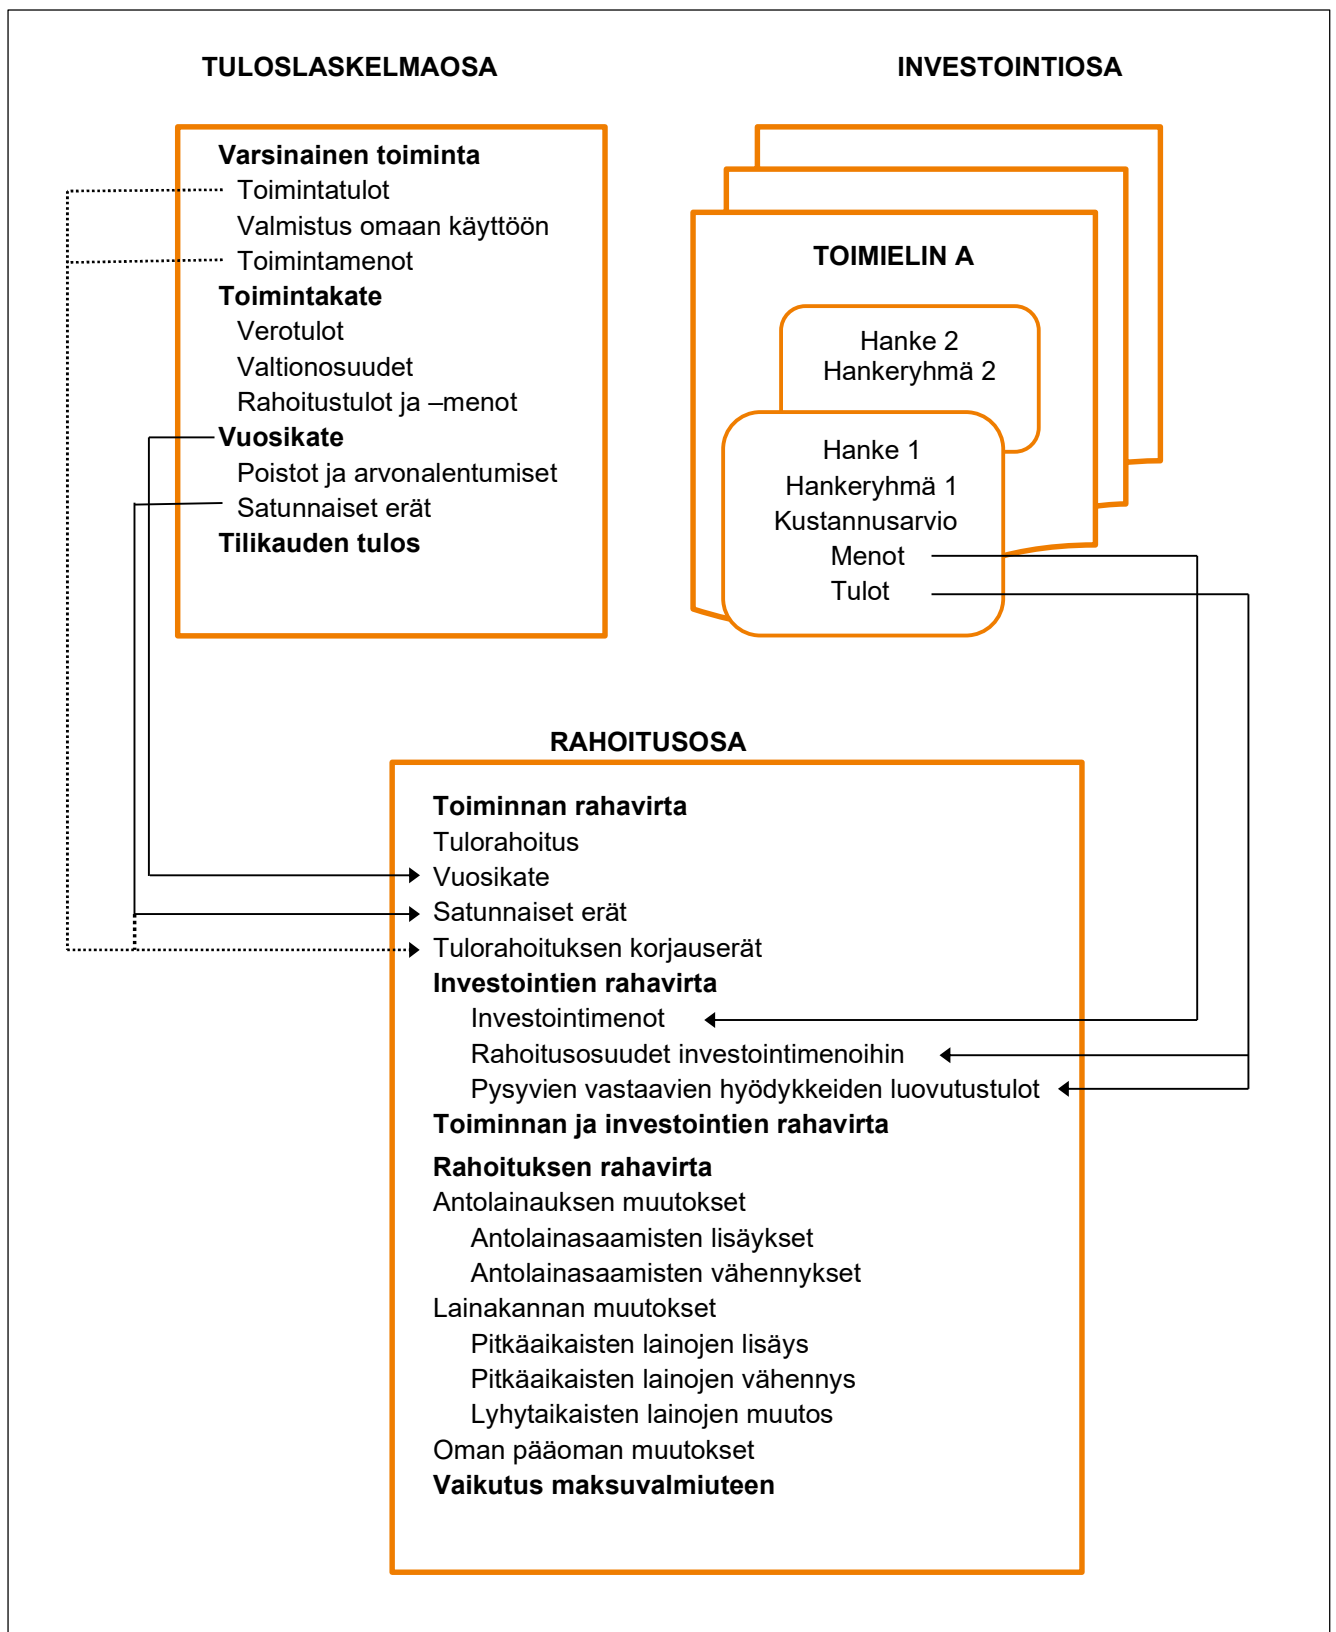 TULOSLASKELMAOSA
Varsinainen toiminta
Toimintatulot
Valmistus omaan käyttöön
Toimintamenot
Toimintakate
Verotulot
Valtionosuudet
Rahoitustulot ja –menot
Vuosikate
Poistot ja arvonalentumiset
Satunnaiset erät
Tilikauden tulos
INVESTOINTIOSA
TOIMIELIN A
Hanke 2
Hankeryhmä 2
Hanke 1
Hankeryhmä 1
Kustannusarvio
Menot
Tulot
RAHOITUSOSA
Toiminnan rahavirta
Tulorahoitus
Vuosikate
Satunnaiset erät
Tulorahoituksen korjauserät
Investointien rahavirta
Investointimenot
Rahoitusosuudet investointimenoihin
Pysyvien vastaavien hyödykkeiden luovutustulot
Toiminnan ja investointien rahavirta
Rahoituksen rahavirta
Antolainauksen muutokset
Antolainasaamisten lisäykset
Antolainasaamisten vähennykset
Lainakannan muutokset
Pitkäaikaisten lainojen lisäys
Pitkäaikaisten lainojen vähennys
Lyhytaikaisten lainojen muutos
Oman pääoman muutokset
Vaikutus maksuvalmiuteen